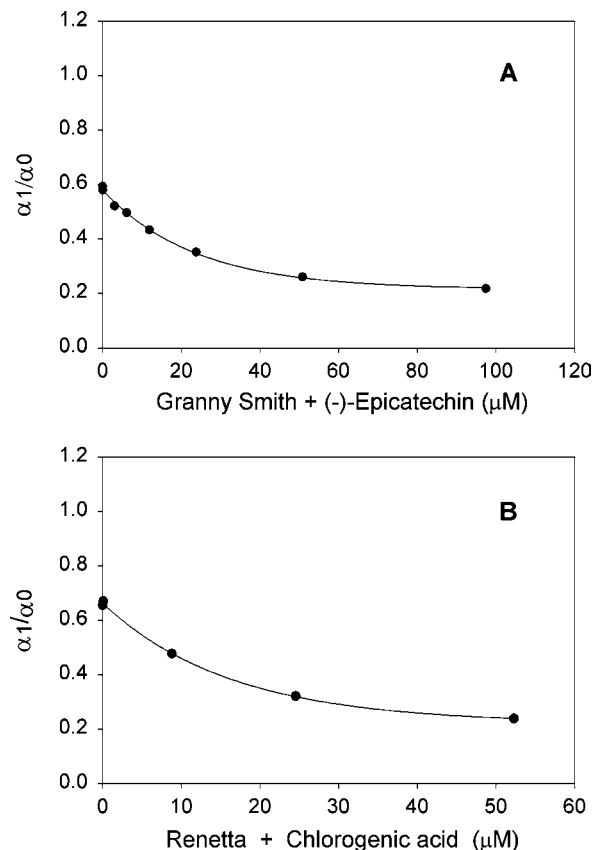 1.2
A
1.0
0.8
0.6
0.4
0.2
0.0
α1/α0
0 20 40 60 80 100 120
Granny Smith + (-)-Epicatechin (μM)
1.2
B
1.0
0.8
0.6
0.4
0.2
0.0
α1/α0
0 10 20 30 40 50 60
Renetta + Chlorogenic acid (μM)